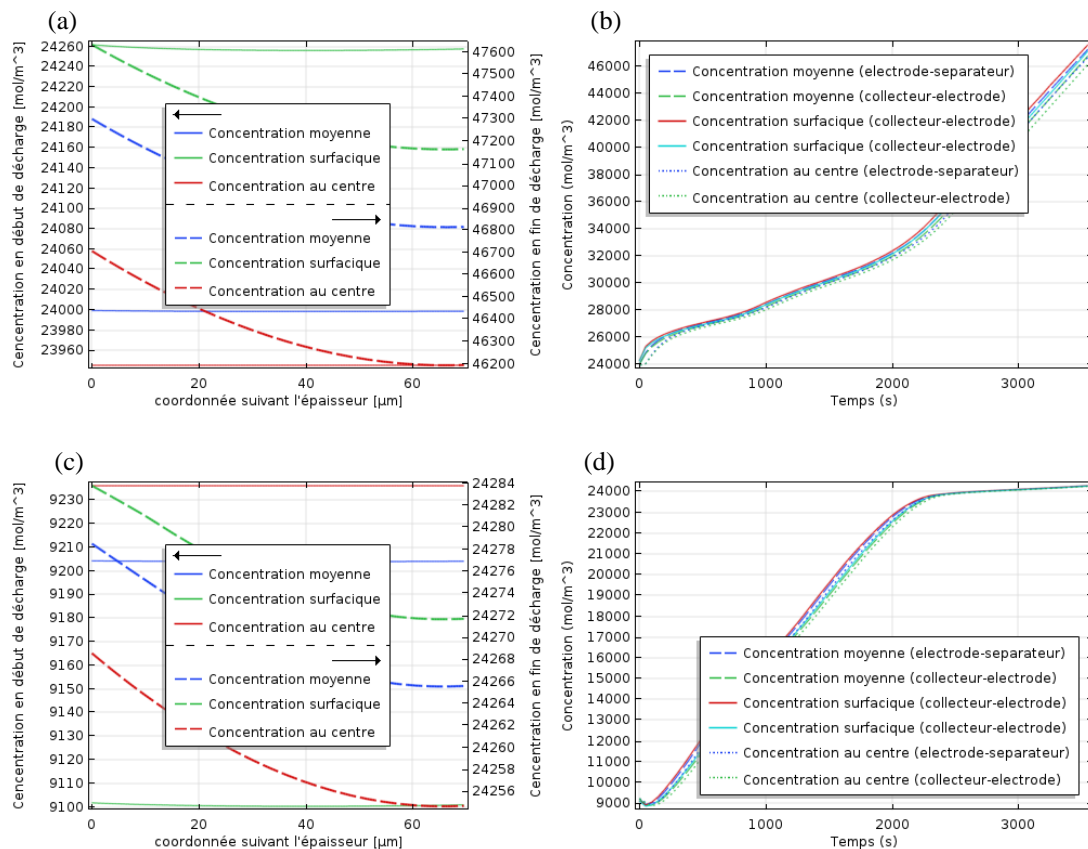 (a)
Cencentration en début de décharge [mol/m^3]
24260
24240
24220
24200
24180
24160
24140
24120
24100
24080
24060
24040
24020
24000
23980
23960
Concentration moyenne
Concentration surfacique
Concentration au centre
Concentration moyenne
Concentration surfacique
Concentration au centre
47600
47500
47400
47300
47200
47100
47000
46900
46800
46700
46600
46500
46400
46300
46200
Cencentration en fin de décharge [mol/m^3]
0
20
40
60
coordonnée suivant l'épaisseur [µm]
(b)
Concentration (mol/m^3)
46000
44000
42000
40000
38000
36000
34000
32000
30000
28000
26000
24000
Concentration moyenne (electrode-separateur)
Concentration moyenne (collecteur-electrode)
Concentration surfacique (collecteur-electrode)
Concentration surfacique (collecteur-electrode)
Concentration au centre (electrode-separateur)
Concentration au centre (collecteur-electrode)
0
1000
2000
3000
Temps (s)
(c)
Cencentration en début de décharge [mol/m^3]
9230
9220
9210
9200
9190
9180
9170
9160
9150
9140
9130
9120
9110
9100
Concentration moyenne
Concentration surfacique
Concentration au centre
Concentration moyenne
Concentration surfacique
Concentration au centre
24284
24282
24280
24278
24276
24274
24272
24270
24268
24266
24264
24262
24260
24258
24256
Cencentration en fin de décharge [mol/m^3]
0
20
40
60
coordonnée suivant l'épaisseur [µm]
(d)
Concentration (mol/m^3)
24000
23000
22000
21000
20000
19000
18000
17000
16000
15000
14000
13000
12000
11000
10000
9000
Concentration moyenne (electrode-separateur)
Concentration moyenne (collecteur-electrode)
Concentration surfacique (collecteur-electrode)
Concentration surfacique (collecteur-electrode)
Concentration au centre (electrode-separateur)
Concentration au centre (collecteur-electrode)
0
1000
2000
3000
Temps (s)